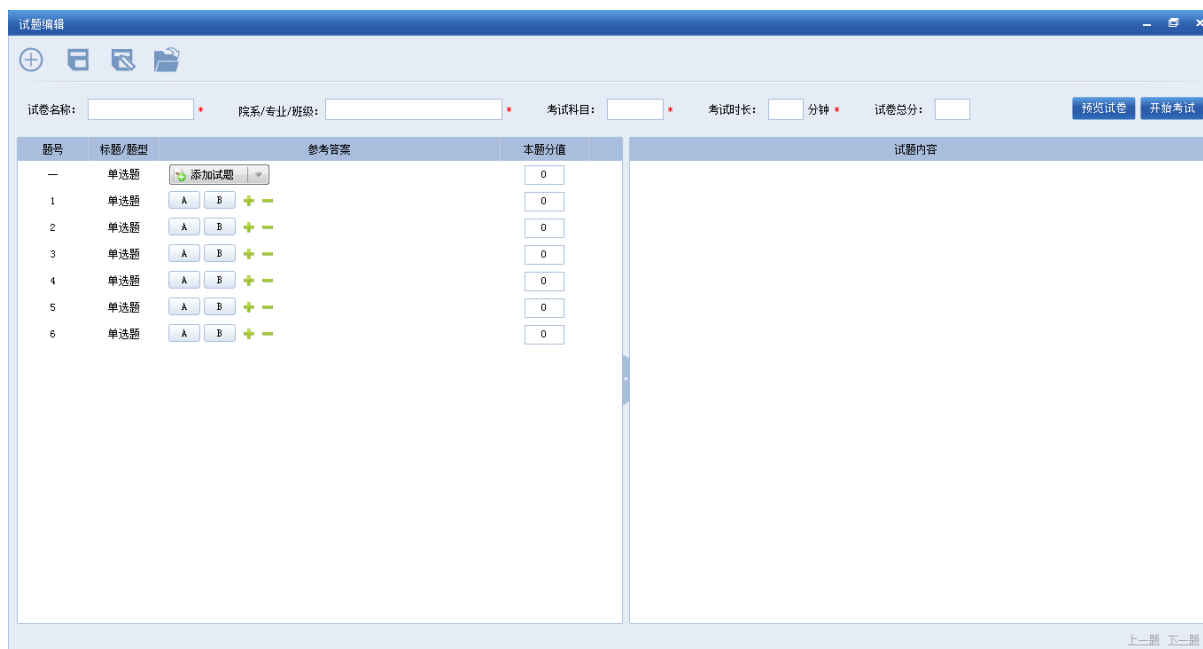 试题编辑
试卷名称: * 院系/专业/班级: * 考试科目: * 考试时长: 分钟 * 试卷总分: 预览试卷 开始考试
题号 标题/题型 参考答案 本题分值 试题内容
一 单选题 添加试题 0
1 单选题 A B 0
2 单选题 A B 0
3 单选题 A B 0
4 单选题 A B 0
5 单选题 A B 0
6 单选题 A B 0
上一题 下一题